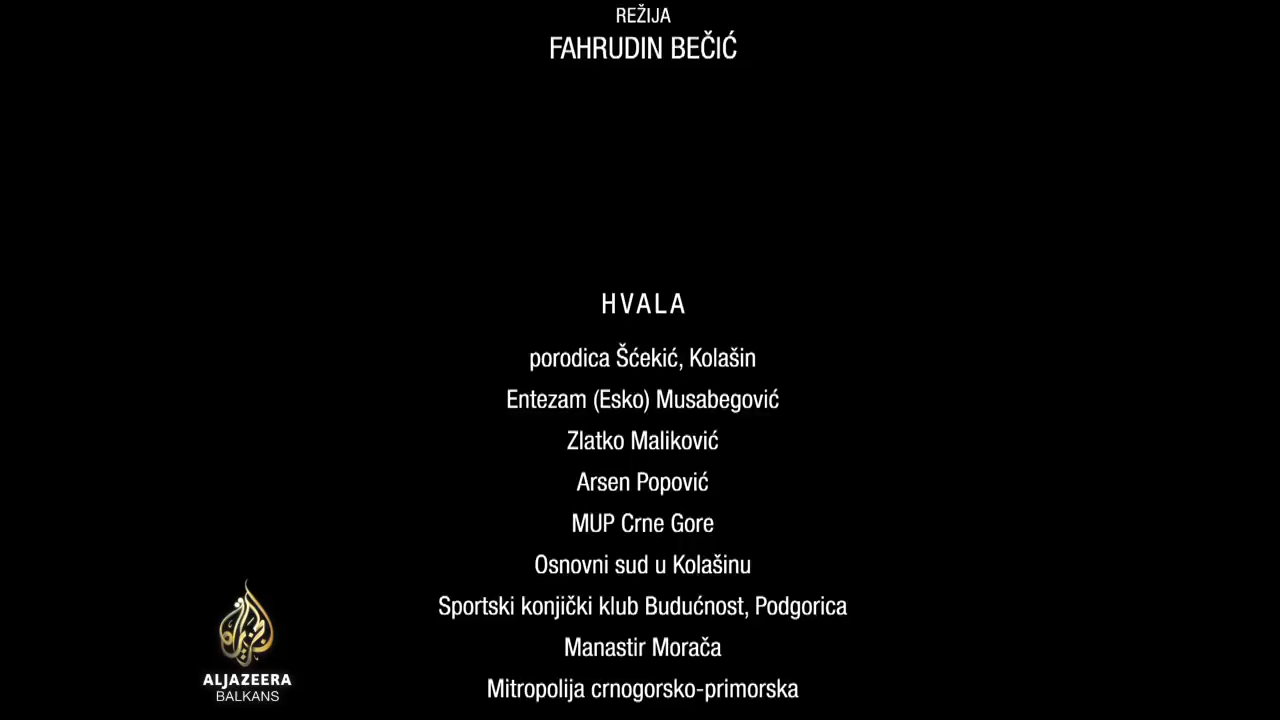 REŽIJA
FAHRUDIN BEČIĆ
HVALA
porodica Šćekić, Kolašin
Entezam (Esko) Musabegović
Zlatko Maliković
Arsen Popović
MUP Crne Gore
Osnovni sud u Kolašinu
Sportski konjički klub Budućnost, Podgorica
Manastir Morača
Mitropolija crnogorsko-primorska
الجزيرة
ALJAZEERA
BALKANS